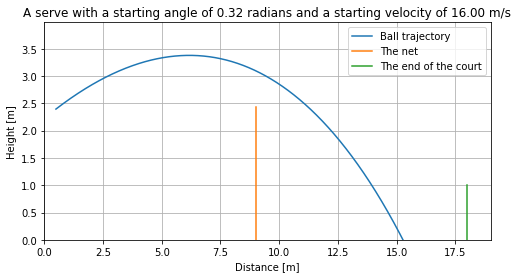 A serve with a starting angle of 0.32 radians and a starting velocity of 16.00 m/s
Ball trajectory
The net
The end of the court
Height [m]
3.5
3.0
2.5
2.0
1.5
1.0
0.5
0.0
0.0 2.5 5.0 7.5 10.0 12.5 15.0 17.5
Distance [m]